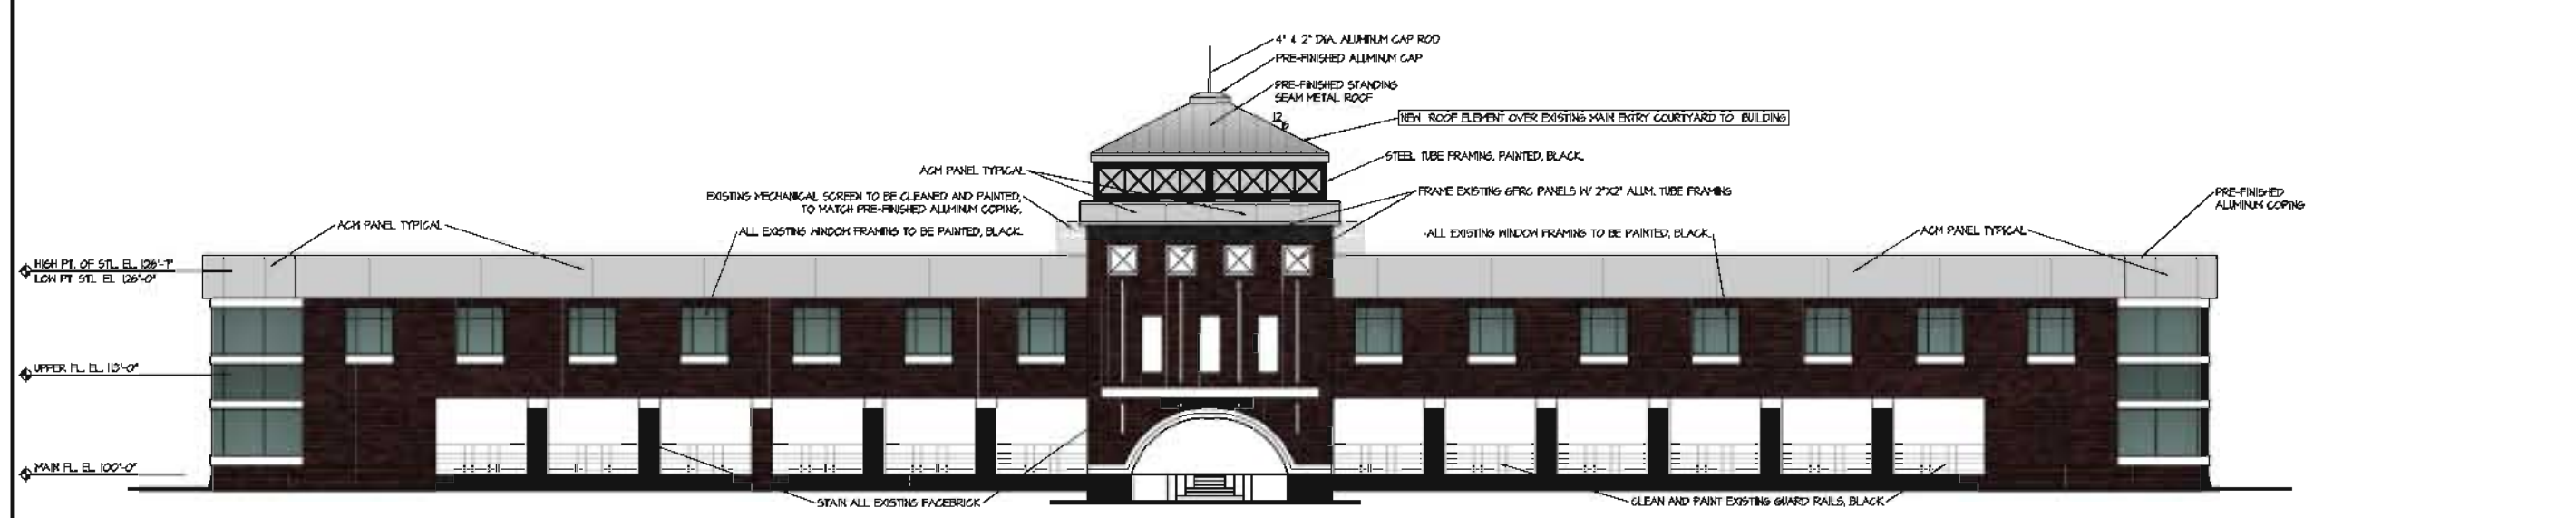 4" & 2" DIA. ALUMINUM CAP ROD
PRE-FINISHED ALUMINUM CAP
PRE-FINISHED STANDING
SEAM METAL ROOF
12
6
NEW ROOF ELEMENT OVER EXISTING MAIN ENTRY COURTYARD TO BUILDING
STEEL TUBE FRAMING, PAINTED, BLACK.
ACM PANEL TYPICAL
EXISTING MECHANICAL SCREEN TO BE CLEANED AND PAINTED,
TO MATCH PRE-FINISHED ALUMINUM COPING.
FRAME EXISTING GFRC PANELS W/ 2"X2" ALUM. TUBE FRAMING
PRE-FINISHED
ALUMINUM COPING
ACM PANEL TYPICAL
ALL EXISTING WINDOW FRAMING TO BE PAINTED, BLACK.
ALL EXISTING WINDOW FRAMING TO BE PAINTED, BLACK.
ACM PANEL TYPICAL
HIGH PT. OF STL. EL. 126'-7"
LOW PT STL. EL 126'-0"
UPPER FL. EL. 113'-0"
MAIN FL. EL. 100'-0"
STAIN ALL EXISTING FACEBRICK
CLEAN AND PAINT EXISTING GUARD RAILS, BLACK